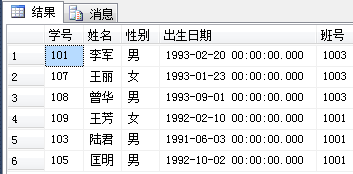 结果 消息
学号 姓名 性别 出生日期 班号
1 101 李军 男 1993-02-20 00:00:00.000 1003
2 107 王丽 女 1993-01-23 00:00:00.000 1003
3 108 曾华 男 1993-09-01 00:00:00.000 1003
4 109 王芳 女 1992-02-10 00:00:00.000 1001
5 103 陆君 男 1991-06-03 00:00:00.000 1001
6 105 匡明 男 1992-10-02 00:00:00.000 1001